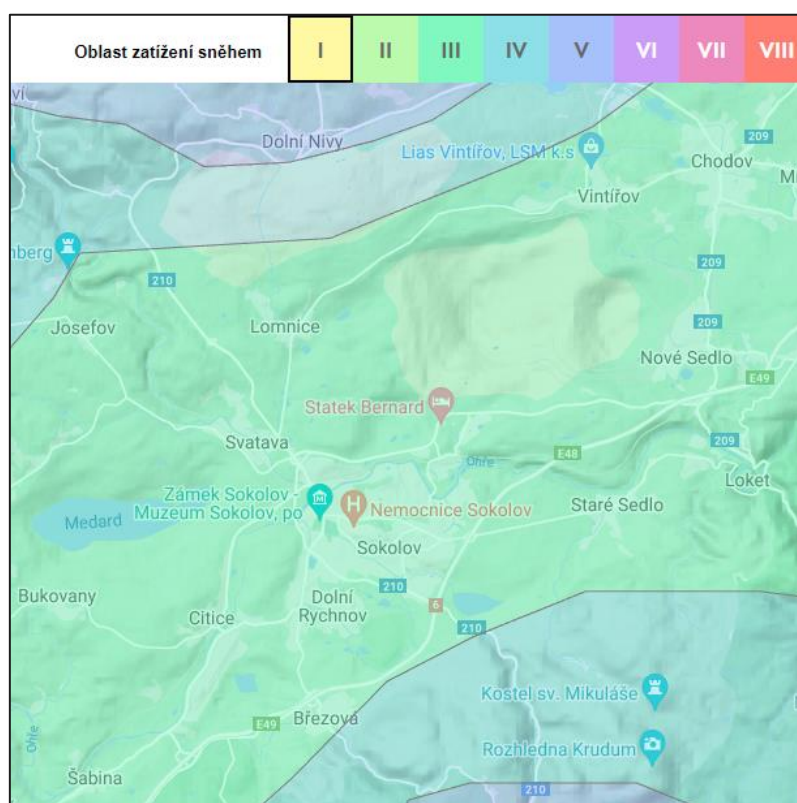 Oblast zatížení sněhem I II III IV V VI VII VIII
ví
Dolní Nivy
209
Lias Vintířov, LSM k.s
Chodov
Vintířov
nberg
210
209
Josefov
Lomnice
209
Nové Sedlo
E49
Statek Bernard
Svatava
E48
209
Ohře
Loket
Zámek Sokolov -
Muzeum Sokolov, po
Nemocnice Sokolov
Staré Sedlo
Medard
Sokolov
Bukovany
210
Dolní
Rychnov
6
Citice
210
Kostel sv. Mikuláše
Březová
E49
Ohře
Rozhledna Krudum
Šabina
210